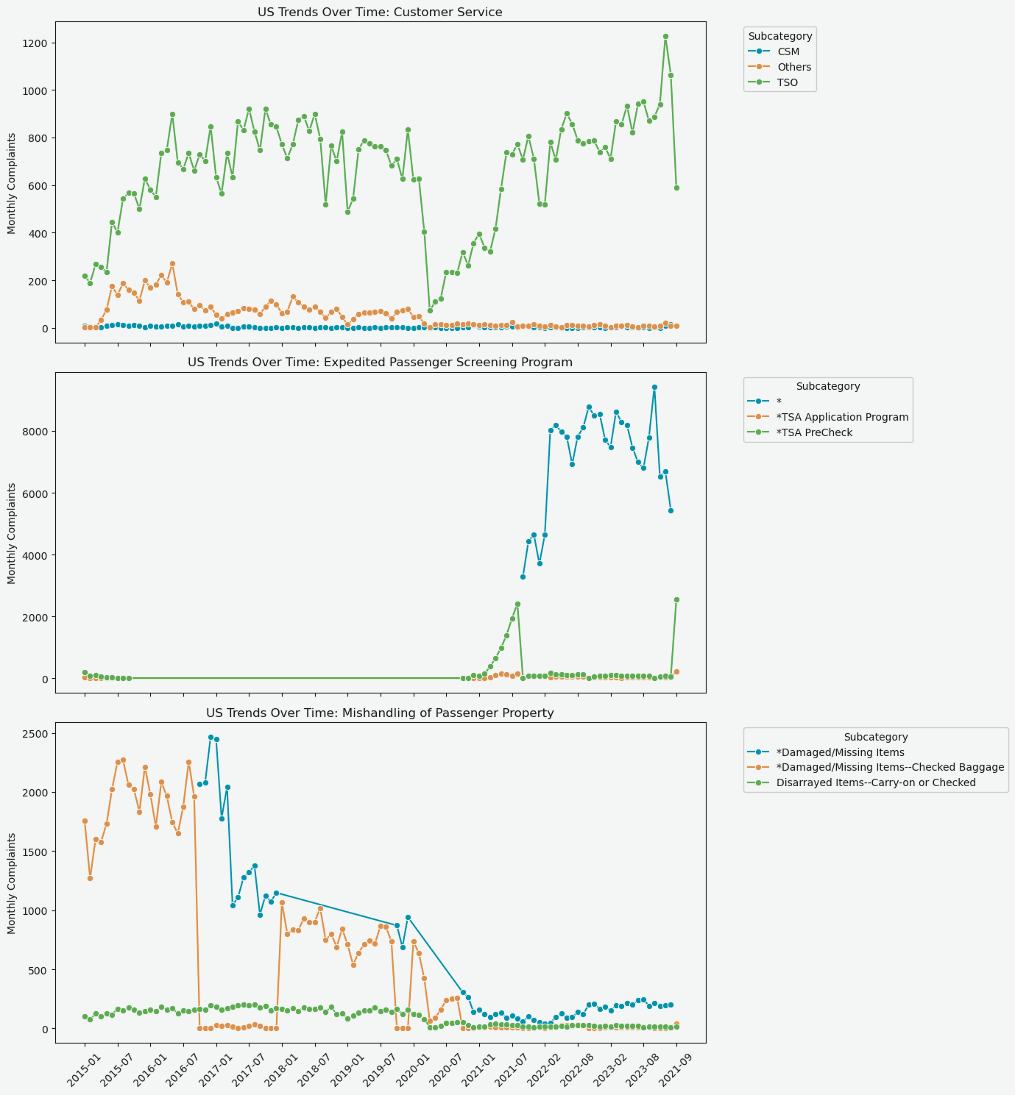 US Trends Over Time: Customer Service
Monthly Complaints
1200
1000
800
600
400
200
0
Subcategory
CSM
Others
TSO
US Trends Over Time: Expedited Passenger Screening Program
Monthly Complaints
8000
6000
4000
2000
0
Subcategory
*
*TSA Application Program
*TSA PreCheck
US Trends Over Time: Mishandling of Passenger Property
Monthly Complaints
2500
2000
1500
1000
500
0
Subcategory
*Damaged/Missing Items
*Damaged/Missing Items--Checked Baggage
Disarrayed Items--Carry-on or Checked
2015-01
2015-07
2016-01
2016-07
2017-01
2017-07
2018-01
2018-07
2019-01
2019-07
2020-01
2020-07
2021-01
2021-07
2022-02
2022-08
2023-02
2023-08
2021-09